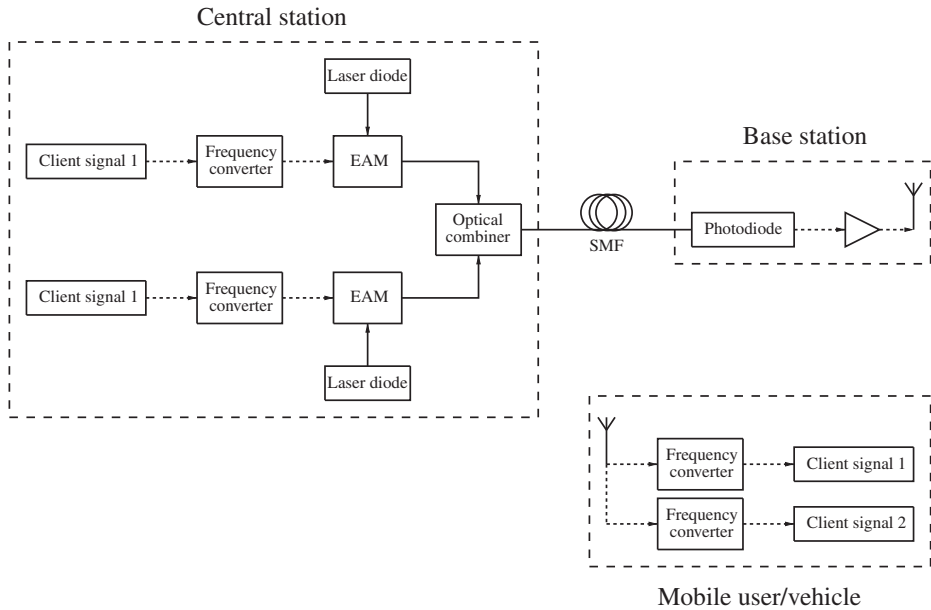 Central station
Laser diode
Client signal 1
Frequency
converter
EAM
Optical
combiner
Client signal 1
Frequency
converter
EAM
Laser diode
SMF
Base station
Photodiode
Frequency
converter
Client signal 1
Frequency
converter
Client signal 2
Mobile user/vehicle